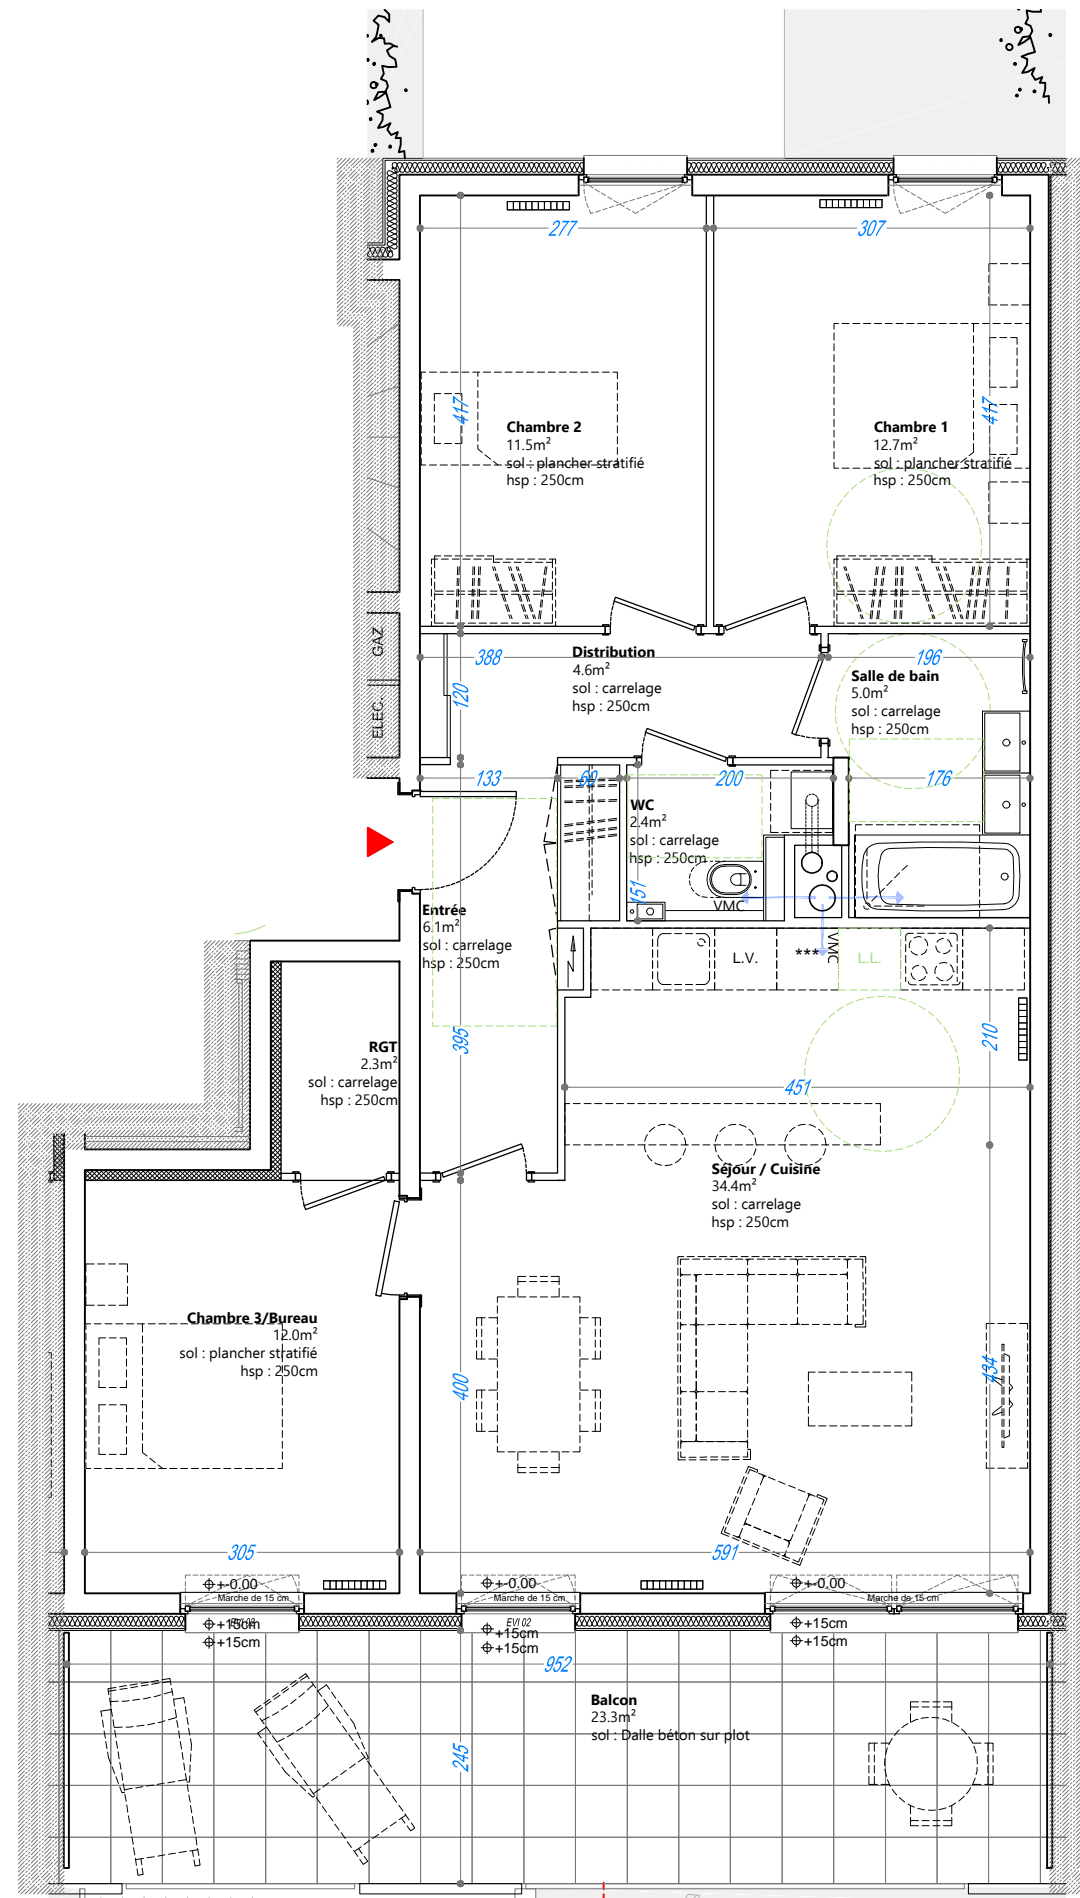 277
307
417
417
Chambre 2
11.5m²
sol : plancher stratifié
hsp : 250cm
Chambre 1
12.7m²
sol : plancher stratifié
hsp : 250cm
GAZ
ELEC.
388
120
Distribution
4.6m²
sol : carrelage
hsp : 250cm
196
Salle de bain
5.0m²
sol : carrelage
hsp : 250cm
133
200
176
WC
2.4m²
sol : carrelage
hsp : 250cm
151
VMC
Entrée
6.1m²
sol : carrelage
hsp : 250cm
L.V.
***
VMC
L.L.
395
210
RGT
2.3m²
sol : carrelage
hsp : 250cm
451
Séjour / Cuisine
34.4m²
sol : carrelage
hsp : 250cm
Chambre 3/Bureau
12.0m²
sol : plancher stratifié
hsp : 250cm
400
434
305
591
+-0.00
+-0.00
+-0.00
Marche de 15 cm
Marche de 15 cm
EVI 02
+15cm
+15cm
+15cm
+15cm
+15cm
+15cm
952
Balcon
23.3m²
sol : Dalle béton sur plot
245